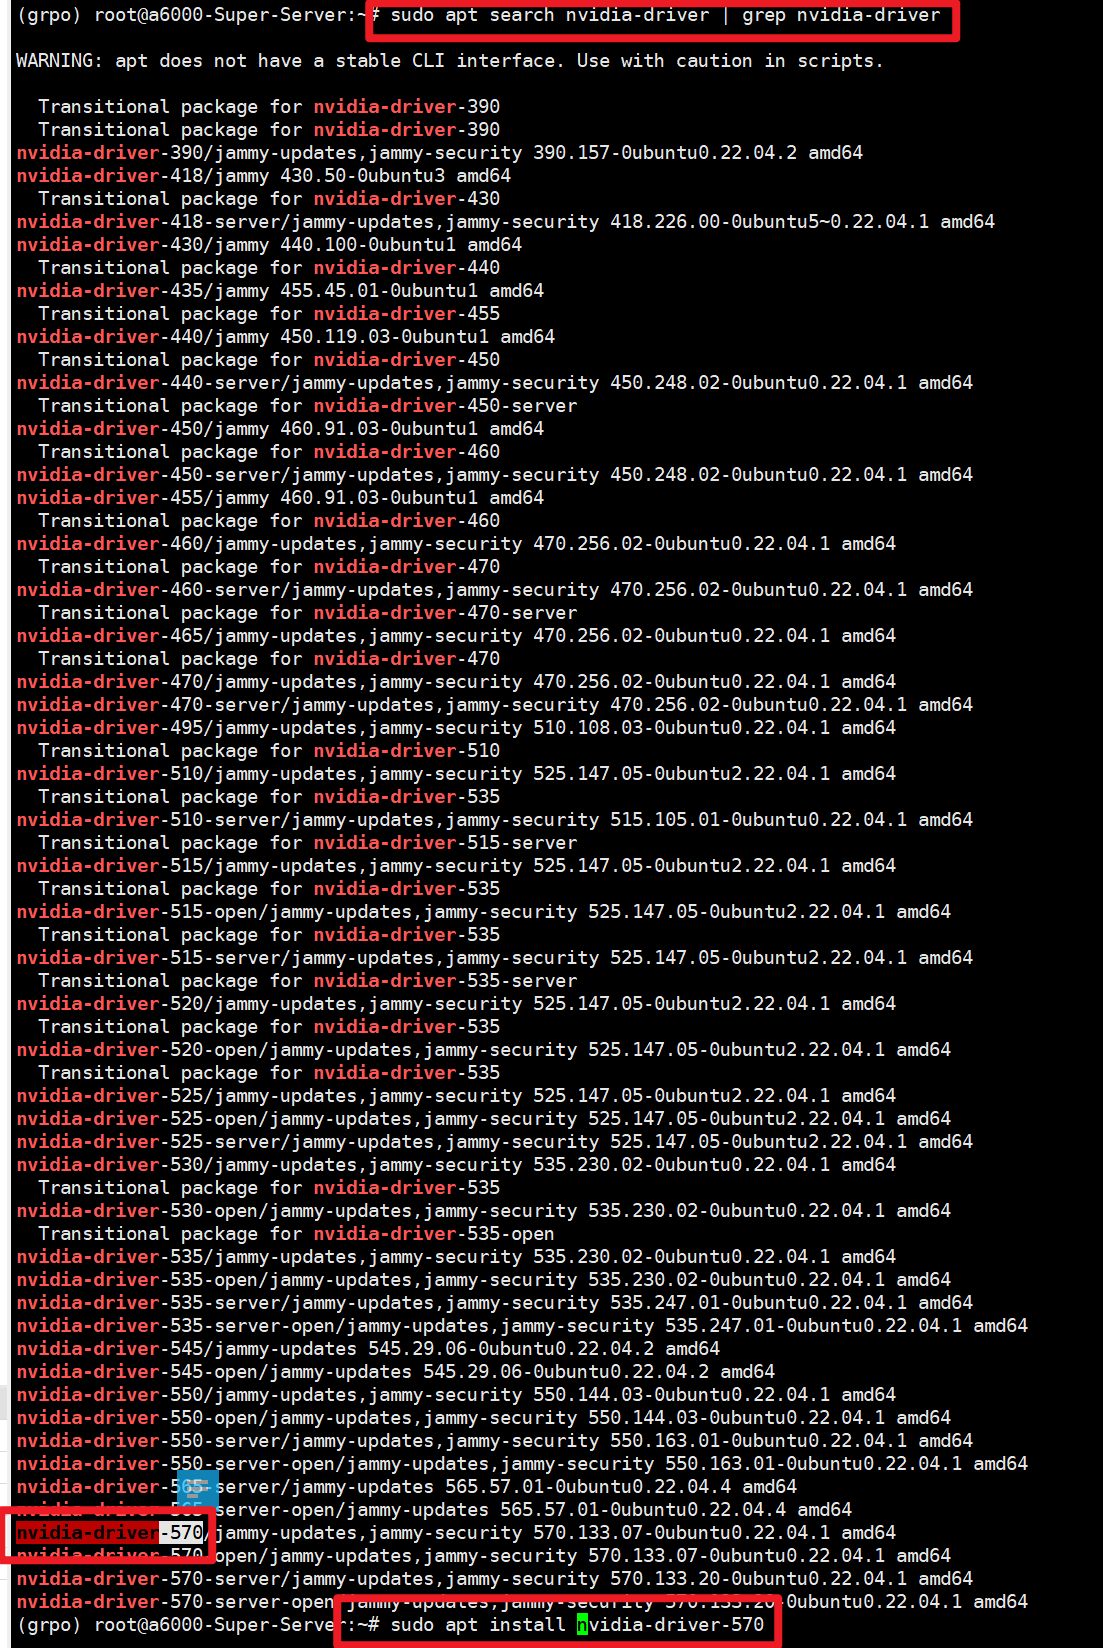 (grpo) root@a6000-Super-Server:~# sudo apt search nvidia-driver | grep nvidia-driver
WARNING: apt does not have a stable CLI interface. Use with caution in scripts.
Transitional package for nvidia-driver-390
Transitional package for nvidia-driver-390
nvidia-driver-390/jammy-updates,jammy-security 390.157-0ubuntu0.22.04.2 amd64
nvidia-driver-418/jammy 430.50-0ubuntu3 amd64
Transitional package for nvidia-driver-430
nvidia-driver-418-server/jammy-updates,jammy-security 418.226.00-0ubuntu5~0.22.04.1 amd64
nvidia-driver-430/jammy 440.100-0ubuntu1 amd64
Transitional package for nvidia-driver-440
nvidia-driver-435/jammy 455.45.01-0ubuntu1 amd64
Transitional package for nvidia-driver-455
nvidia-driver-440/jammy 450.119.03-0ubuntu1 amd64
Transitional package for nvidia-driver-450
nvidia-driver-440-server/jammy-updates,jammy-security 450.248.02-0ubuntu0.22.04.1 amd64
Transitional package for nvidia-driver-450-server
nvidia-driver-450/jammy 460.91.03-0ubuntu1 amd64
Transitional package for nvidia-driver-460
nvidia-driver-450-server/jammy-updates,jammy-security 450.248.02-0ubuntu0.22.04.1 amd64
nvidia-driver-455/jammy 460.91.03-0ubuntu1 amd64
Transitional package for nvidia-driver-460
nvidia-driver-460/jammy-updates,jammy-security 470.256.02-0ubuntu0.22.04.1 amd64
Transitional package for nvidia-driver-470
nvidia-driver-460-server/jammy-updates,jammy-security 470.256.02-0ubuntu0.22.04.1 amd64
Transitional package for nvidia-driver-470-server
nvidia-driver-465/jammy-updates,jammy-security 470.256.02-0ubuntu0.22.04.1 amd64
Transitional package for nvidia-driver-470
nvidia-driver-470/jammy-updates,jammy-security 470.256.02-0ubuntu0.22.04.1 amd64
nvidia-driver-470-server/jammy-updates,jammy-security 470.256.02-0ubuntu0.22.04.1 amd64
nvidia-driver-495/jammy-updates,jammy-security 510.108.03-0ubuntu0.22.04.1 amd64
Transitional package for nvidia-driver-510
nvidia-driver-510/jammy-updates,jammy-security 525.147.05-0ubuntu2.22.04.1 amd64
Transitional package for nvidia-driver-535
nvidia-driver-510-server/jammy-updates,jammy-security 515.105.01-0ubuntu0.22.04.1 amd64
Transitional package for nvidia-driver-515-server
nvidia-driver-515/jammy-updates,jammy-security 525.147.05-0ubuntu2.22.04.1 amd64
Transitional package for nvidia-driver-535
nvidia-driver-515-open/jammy-updates,jammy-security 525.147.05-0ubuntu2.22.04.1 amd64
Transitional package for nvidia-driver-535
nvidia-driver-515-server/jammy-updates,jammy-security 525.147.05-0ubuntu2.22.04.1 amd64
Transitional package for nvidia-driver-535-server
nvidia-driver-520/jammy-updates,jammy-security 525.147.05-0ubuntu2.22.04.1 amd64
Transitional package for nvidia-driver-535
nvidia-driver-520-open/jammy-updates,jammy-security 525.147.05-0ubuntu2.22.04.1 amd64
Transitional package for nvidia-driver-535
nvidia-driver-525/jammy-updates,jammy-security 525.147.05-0ubuntu2.22.04.1 amd64
nvidia-driver-525-open/jammy-updates,jammy-security 525.147.05-0ubuntu2.22.04.1 amd64
nvidia-driver-525-server/jammy-updates,jammy-security 525.147.05-0ubuntu2.22.04.1 amd64
nvidia-driver-530/jammy-updates,jammy-security 535.230.02-0ubuntu0.22.04.1 amd64
Transitional package for nvidia-driver-535
nvidia-driver-530-open/jammy-updates,jammy-security 535.230.02-0ubuntu0.22.04.1 amd64
Transitional package for nvidia-driver-535-open
nvidia-driver-535/jammy-updates,jammy-security 535.230.02-0ubuntu0.22.04.1 amd64
nvidia-driver-535-open/jammy-updates,jammy-security 535.230.02-0ubuntu0.22.04.1 amd64
nvidia-driver-535-server/jammy-updates,jammy-security 535.247.01-0ubuntu0.22.04.1 amd64
nvidia-driver-535-server-open/jammy-updates,jammy-security 535.247.01-0ubuntu0.22.04.1 amd64
nvidia-driver-545/jammy-updates 545.29.06-0ubuntu0.22.04.2 amd64
nvidia-driver-545-open/jammy-updates 545.29.06-0ubuntu0.22.04.2 amd64
nvidia-driver-550/jammy-updates,jammy-security 550.144.03-0ubuntu0.22.04.1 amd64
nvidia-driver-550-open/jammy-updates,jammy-security 550.144.03-0ubuntu0.22.04.1 amd64
nvidia-driver-550-server/jammy-updates,jammy-security 550.163.01-0ubuntu0.22.04.1 amd64
nvidia-driver-550-server-open/jammy-updates,jammy-security 550.163.01-0ubuntu0.22.04.1 amd64
nvidia-driver-565-server/jammy-updates 565.57.01-0ubuntu0.22.04.4 amd64
nvidia-driver-565-server-open/jammy-updates 565.57.01-0ubuntu0.22.04.4 amd64
nvidia-driver-570/jammy-updates,jammy-security 570.133.07-0ubuntu0.22.04.1 amd64
nvidia-driver-570-open/jammy-updates,jammy-security 570.133.07-0ubuntu0.22.04.1 amd64
nvidia-driver-570-server/jammy-updates,jammy-security 570.133.20-0ubuntu0.22.04.1 amd64
nvidia-driver-570-server-open/jammy-updates,jammy-security 570.133.20-0ubuntu0.22.04.1 amd64
(grpo) root@a6000-Super-Server:~# sudo apt install nvidia-driver-570